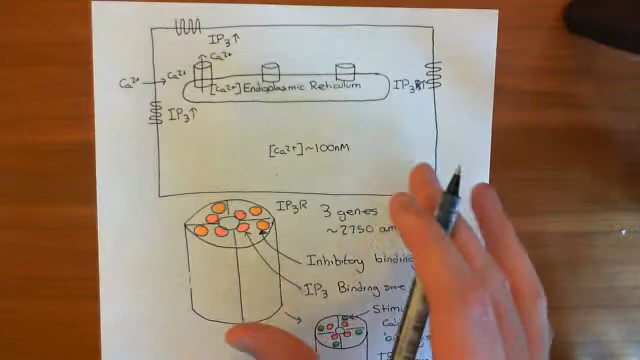 IP3↑
Ca2+
Ca2+ → Ca2+
[Ca2+] Endoplasmic Reticulum
IP3R↑
IP3↑
[Ca2+]~100nM
IP3R
3 genes
~2750
Inhibitory binding
IP3 Binding site